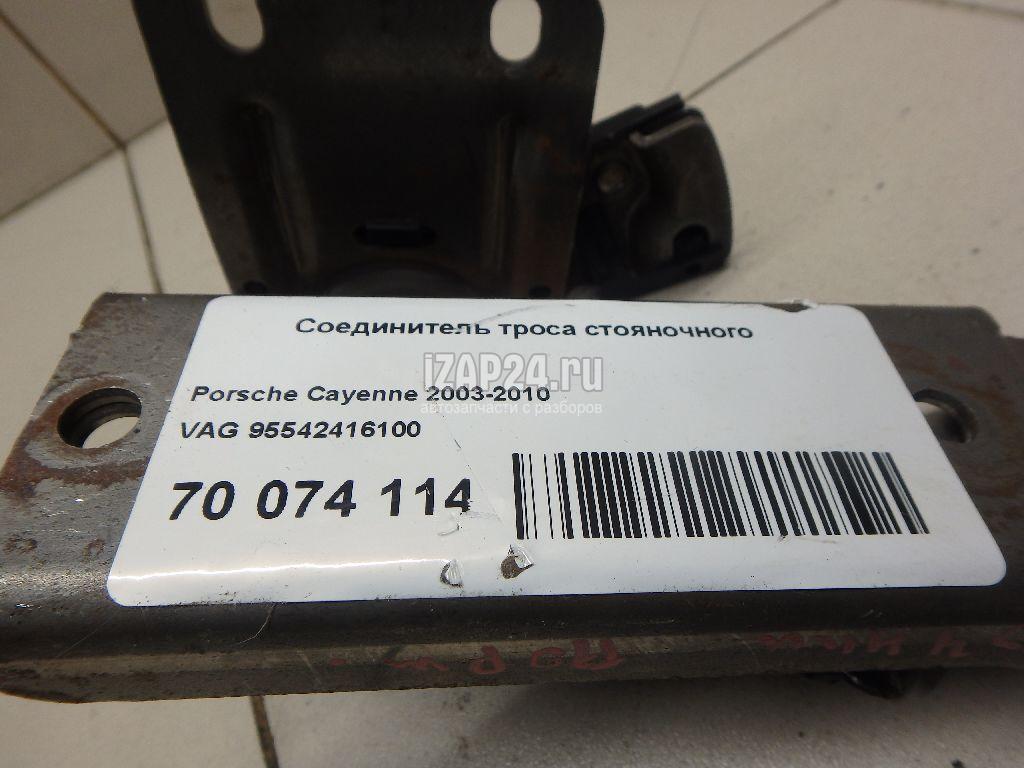 Соединитель троса стояночного
iZAP24.ru
Porsche Cayenne 2003-2010
автозапчасти с разборов
VAG 95542416100
70 074 114